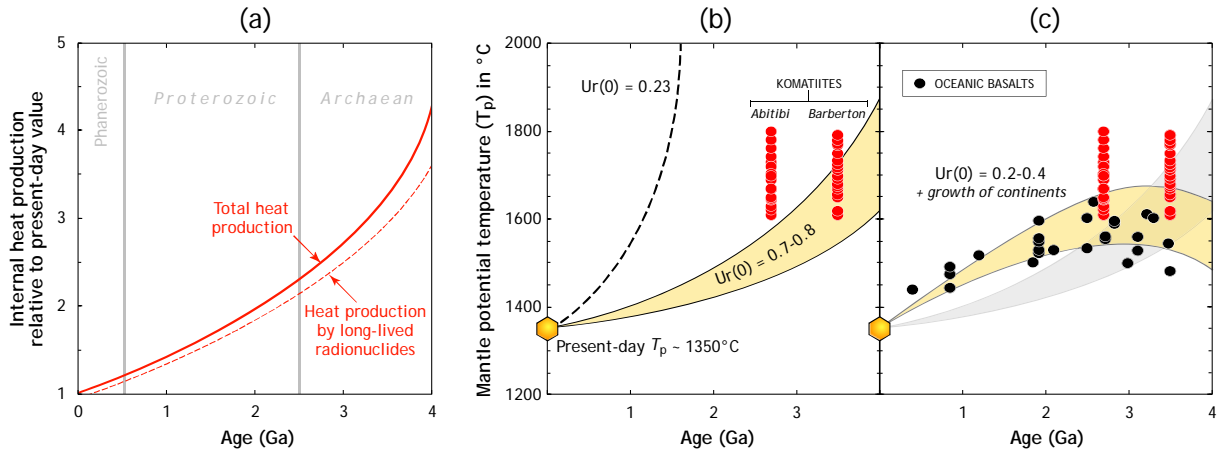 (a)
Internal heat production
relative to present-day value
5
4
3
2
1
Phanerozoic
Proterozoic
Archaean
Total heat
production
Heat production
by long-lived
radionuclides
0
1
2
3
4
Age (Ga)
(b)
Mantle potential temperature (Tp) in °C
2000
1800
1600
1400
1200
Ur(0) = 0.23
KOMATIITES
Abitibi
Barberton
Ur(0) = 0.7-0.8
Present-day Tp ~ 1350°C
1
2
3
Age (Ga)
(c)
OCEANIC BASALTS
Ur(0) = 0.2-0.4
+ growth of continents
1
2
3
4
Age (Ga)